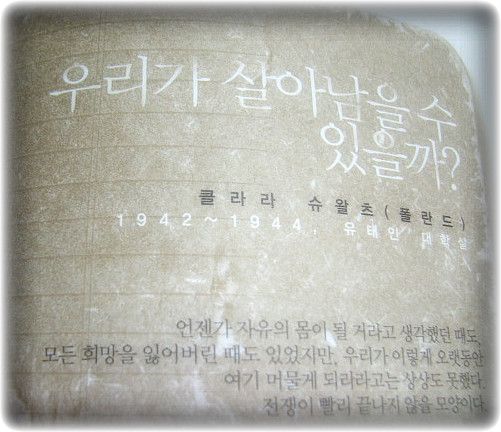 우리가 살아남을 수
있을까?
클라라 슈왈츠 (폴란드)
1942~1944, 유태인 대학살
언젠가 자유의 몸이 될 거라고 생각했던 때도,
모든 희망을 잃어버린 때도 있었지만, 우리가 이렇게 오랫동안
여기 머물게 되리라고는 상상도 못했다.
전쟁이 빨리 끝나지 않을 모양이다.